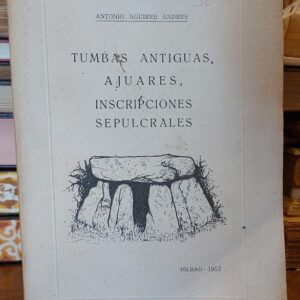 ANTONIO AGUIRRE ANDRES
TUMBAS ANTIGUAS,
AJUARES,
INSCRIPCIONES
SEPULCRALES
BILBAO - 1957